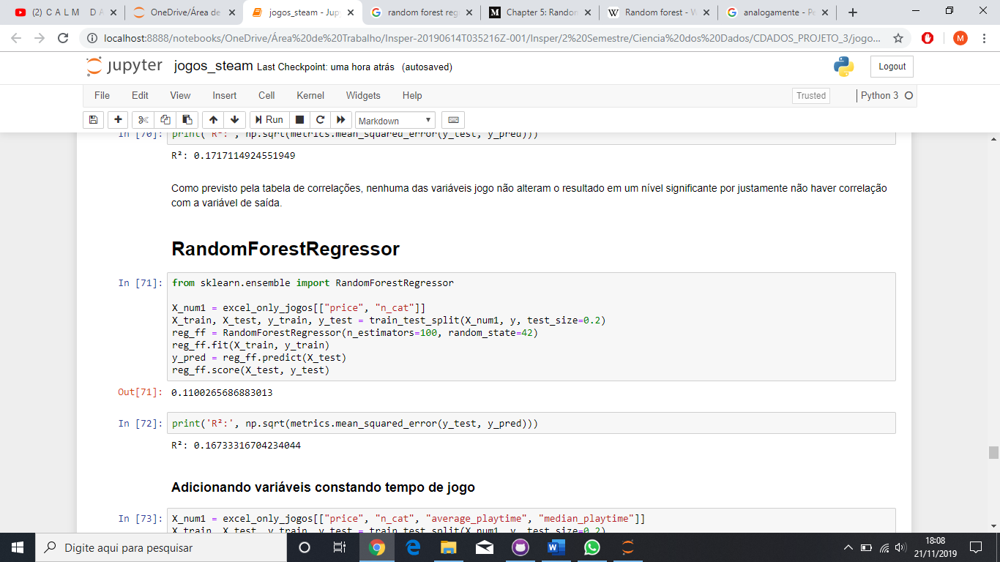 (2) C A L M D A
OneDrive/Área de
jogos_steam - Jup
random forest reg
Chapter 5: Random
Random forest - W
analogamente - Pe
localhost:8888/notebooks/OneDrive/Área%20de%20Trabalho/Insper-20190614T035216Z-001/Insper/2%20Semestre/Ciencia%20dos%20Dados/CDADOS_PROJETO_3/jogo...
M
jupyter jogos_steam Last Checkpoint: uma hora atrás (autosaved)
Logout
File Edit View Insert Cell Kernel Widgets Help
Trusted
Python 3
Run
Markdown
In [70]: print('R²:', np.sqrt(metrics.mean_squared_error(y_test, y_pred)))
R²: 0.1717114924551949
Como previsto pela tabela de correlações, nenhuma das variáveis jogo não alteram o resultado em um nível significante por justamente não haver correlação
com a variável de saída.
RandomForestRegressor
In [71]: from sklearn.ensemble import RandomForestRegressor
X_num1 = excel_only_jogos[["price", "n_cat"]]
X_train, X_test, y_train, y_test = train_test_split(X_num1, y, test_size=0.2)
reg_ff = RandomForestRegressor(n_estimators=100, random_state=42)
reg_ff.fit(X_train, y_train)
y_pred = reg_ff.predict(X_test)
reg_ff.score(X_test, y_test)
Out[71]: 0.1100265686883013
In [72]: print('R²:', np.sqrt(metrics.mean_squared_error(y_test, y_pred)))
R²: 0.16733316704234044
Adicionando variáveis constando tempo de jogo
In [73]: X_num1 = excel_only_jogos[["price", "n_cat", "average_playtime", "median_playtime"]]
X_train, X_test, y_train, y_test = train_test_split(X_num1, y, test_size=0.2)
Digite aqui para pesquisar
18:08
21/11/2019